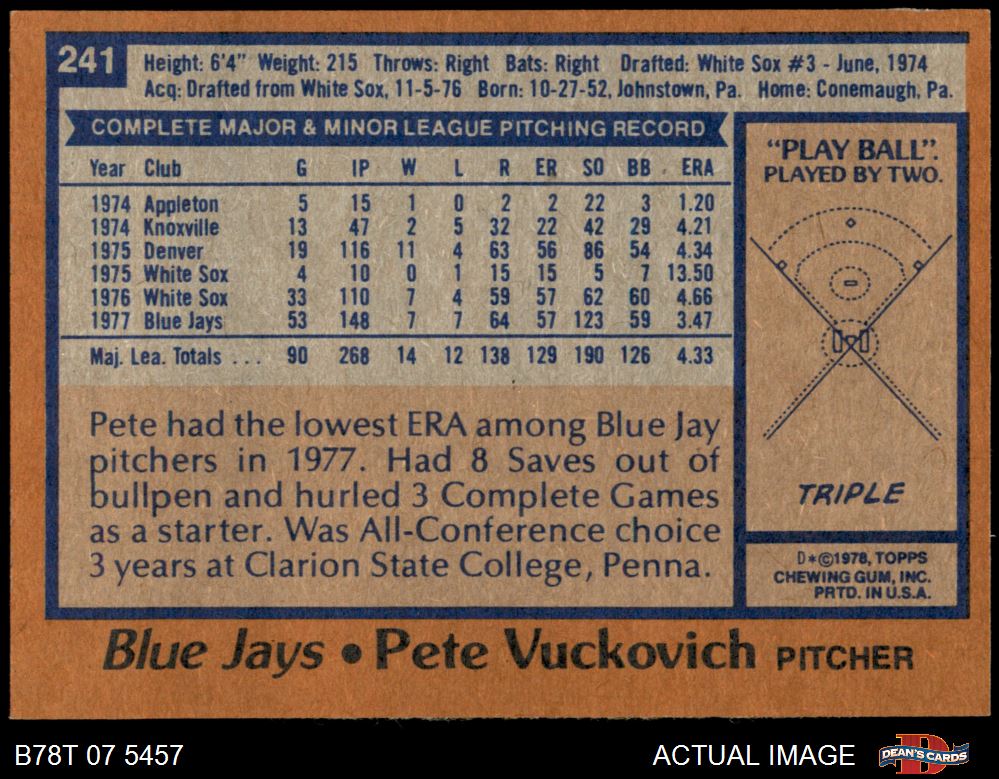 241
Height: 6'4" Weight: 215 Throws: Right Bats: Right Drafted: White Sox #3 - June, 1974
Acq: Drafted from White Sox, 11-5-76 Born: 10-27-52, Johnstown, Pa. Home: Conemaugh, Pa.
COMPLETE MAJOR & MINOR LEAGUE PITCHING RECORD
Year Club G IP W L R ER SO BB ERA
1974 Appleton 5 15 1 0 2 2 22 3 1.20
1974 Knoxville 13 47 2 5 32 22 42 29 4.21
1975 Denver 19 116 11 4 63 56 86 54 4.34
1975 White Sox 4 10 0 1 15 15 5 7 13.50
1976 White Sox 33 110 7 4 59 57 62 60 4.66
1977 Blue Jays 53 148 7 7 64 57 123 59 3.47
Maj. Lea. Totals . . . 90 268 14 12 138 129 190 126 4.33
Pete had the lowest ERA among Blue Jay
pitchers in 1977. Had 8 Saves out of
bullpen and hurled 3 Complete Games
as a starter. Was All-Conference choice
3 years at Clarion State College, Penna.
"PLAY BALL".
PLAYED BY TWO.
TRIPLE
D*©1978, TOPPS
CHEWING GUM, INC.
PRTD. IN U.S.A.
Blue Jays • Pete Vuckovich PITCHER
B78T 07 5457 ACTUAL IMAGE DEAN'S CARDS